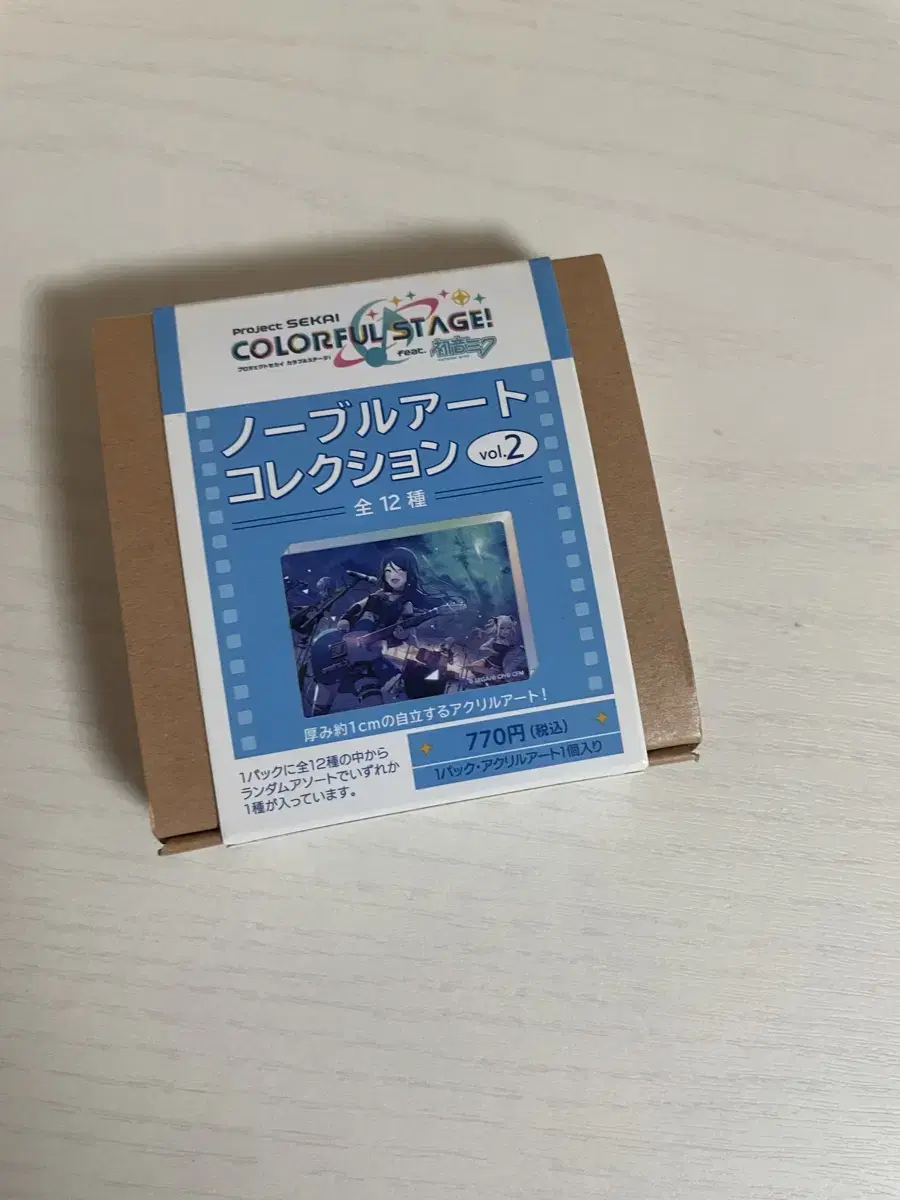 Project SEKAI
COLORFUL STAGE!
feat. 初音ミク
プロジェクトセカイ カラフルステージ!
ノーブルアート
コレクション vol.2
全12種
© SEGA/© CP/© CFM
厚み約1cmの自立するアクリルアート!
1パックに全12種の中から
ランダムアソートでいずれか
1種が入っています。
770円(税込)
1パック・アクリルアート1個入り